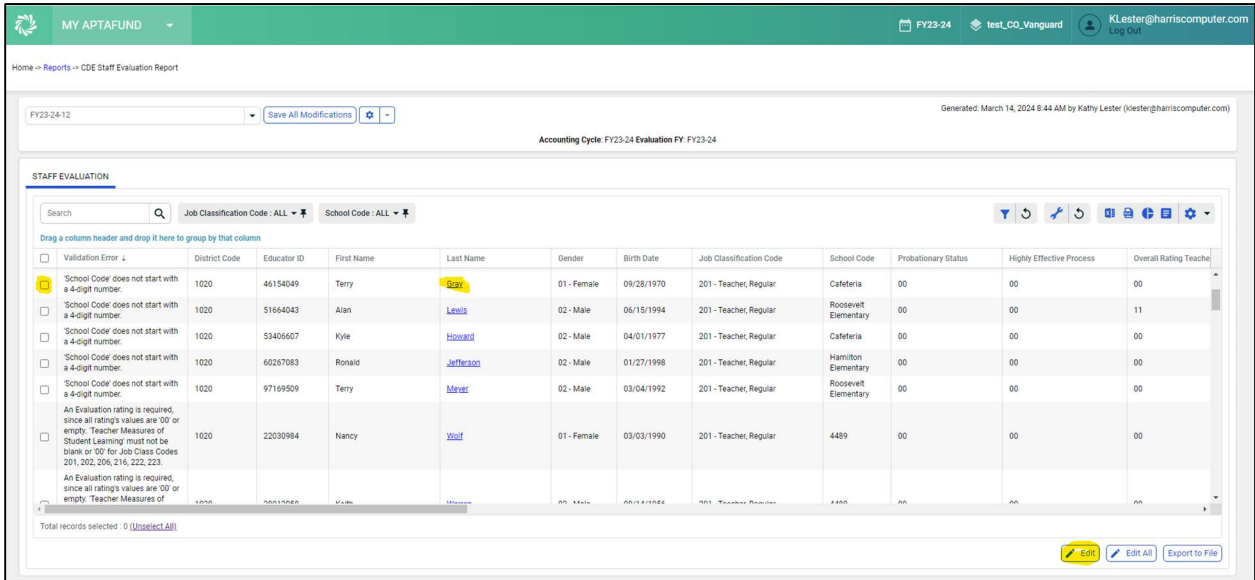 MY APTAFUND
FY23-24
test_CO_Vanguard
KLester@harriscomputer.com
Log Out
Home -> Reports -> CDE Staff Evaluation Report
FY23-24-12
Save All Modifications
Generated: March 14, 2024 8:44 AM by Kathy Lester (klester@harriscomputer.com)
Accounting Cycle: FY23-24 Evaluation FY: FY23-24
STAFF EVALUATION
Search
Job Classification Code : ALL
School Code : ALL
Drag a column header and drop it here to group by that column
Validation Error ↓ District Code Educator ID First Name Last Name Gender Birth Date Job Classification Code School Code Probationary Status Highly Effective Process Overall Rating Teache
'School Code' does not start with
a 4-digit number.
1020 46154049 Terry Gray 01 - Female 09/28/1970 201 - Teacher, Regular Cafeteria 00 00 00
'School Code' does not start with
a 4-digit number.
1020 51664043 Alan Lewis 02 - Male 06/15/1994 201 - Teacher, Regular
Roosevelt
Elementary
00 00 11
'School Code' does not start with
a 4-digit number.
1020 53406607 Kyle Howard 02 - Male 04/01/1977 201 - Teacher, Regular Cafeteria 00 00 00
'School Code' does not start with
a 4-digit number.
1020 60267083 Ronald Jefferson 02 - Male 01/27/1998 201 - Teacher, Regular
Hamilton
Elementary
00 00 00
'School Code' does not start with
a 4-digit number.
1020 97169509 Terry Meyer 02 - Male 03/04/1992 201 - Teacher, Regular
Roosevelt
Elementary
00 00 00
An Evaluation rating is required,
since all rating's values are '00' or
empty. 'Teacher Measures of
Student Learning' must not be
blank or '00' for Job Class Codes
201, 202, 206, 216, 222, 223.
1020 22030984 Nancy Wolf 01 - Female 03/03/1990 201 - Teacher, Regular 4489 00 00 00
An Evaluation rating is required,
since all rating's values are '00' or
empty. 'Teacher Measures of
Total records selected : 0 (Unselect All)
Edit
Edit All
Export to File